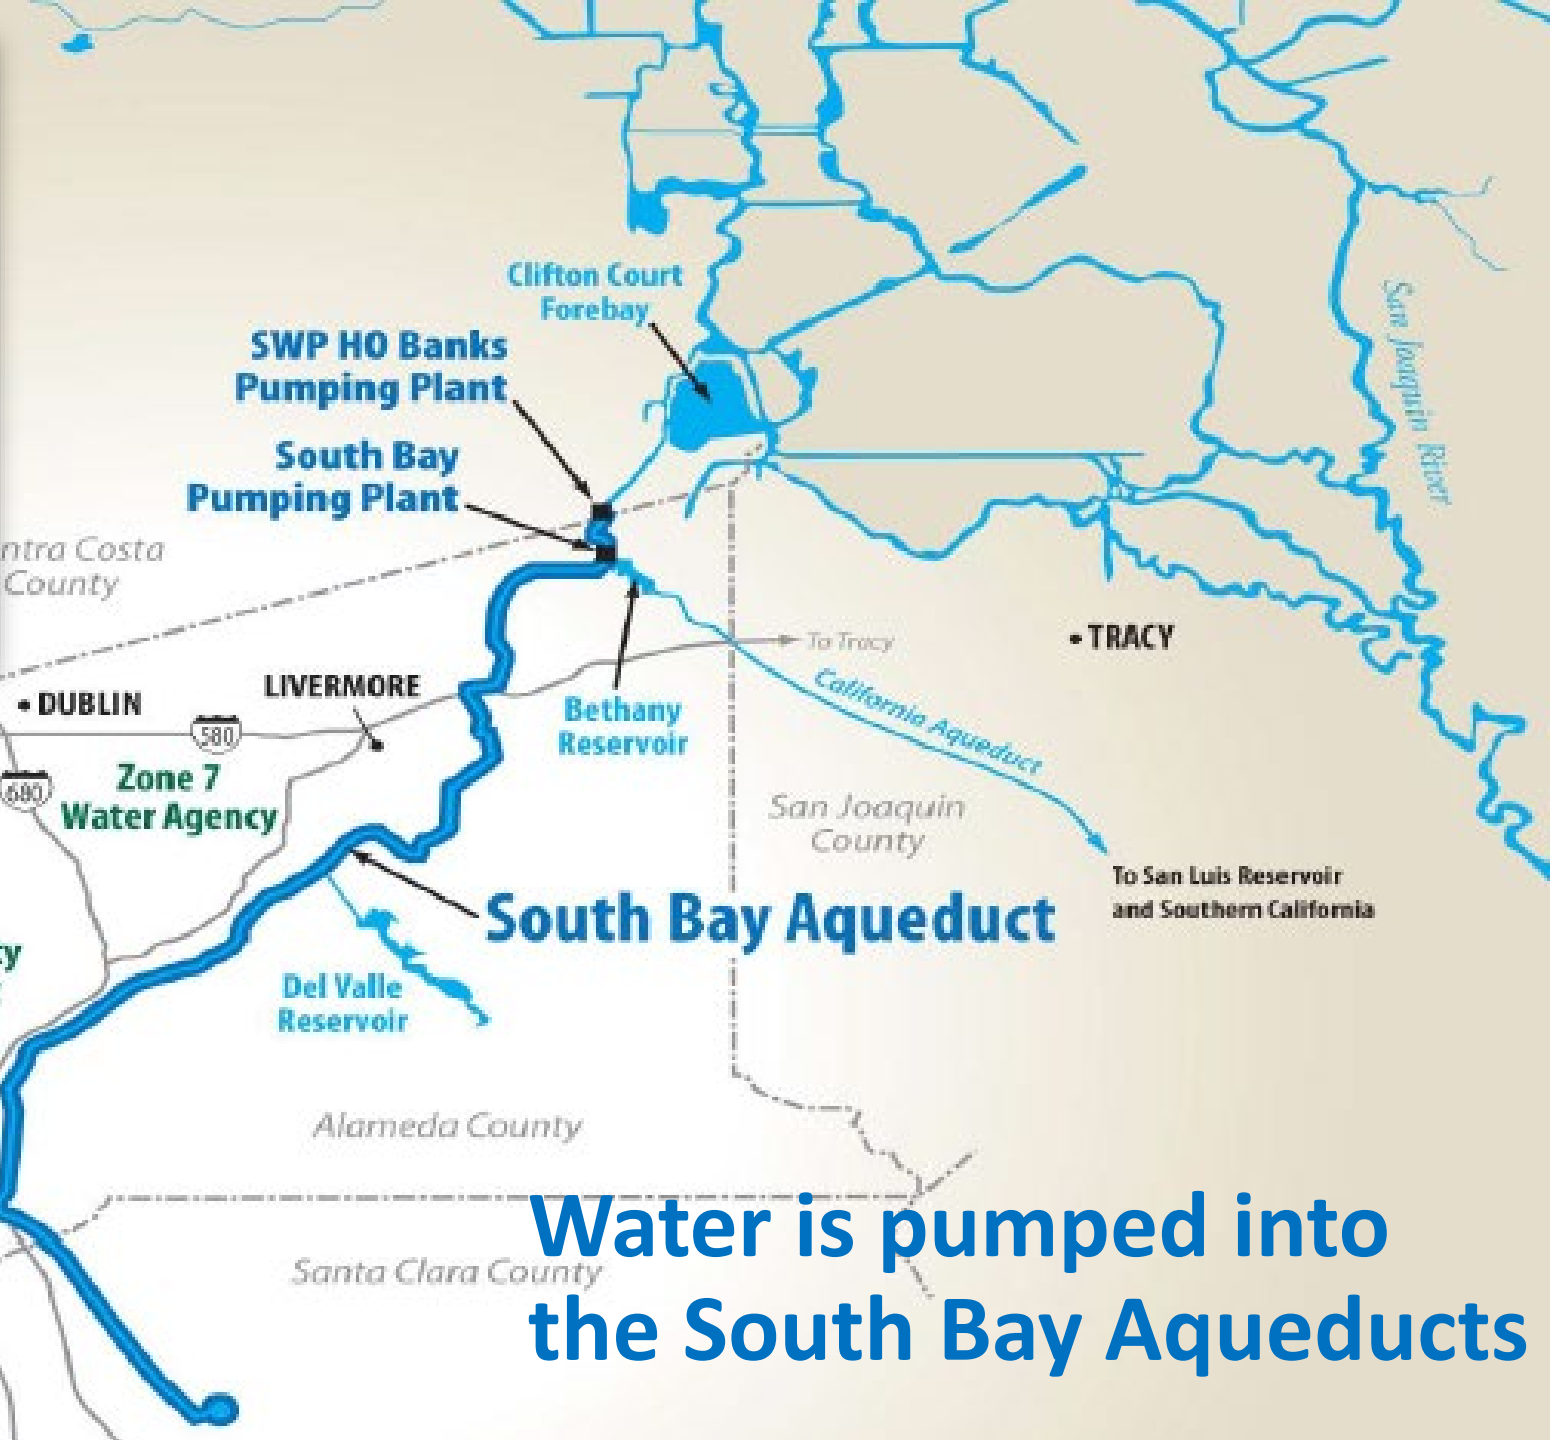 Clifton Court
Forebay
SWP HO Banks
Pumping Plant
South Bay
Pumping Plant
San Joaquin River
ntra Costa
County
To Tracy
• TRACY
• DUBLIN
LIVERMORE
580
680
Zone 7
Water Agency
Bethany
Reservoir
California Aqueduct
San Joaquin
County
To San Luis Reservoir
and Southern California
South Bay Aqueduct
ty
Del Valle
Reservoir
Alameda County
Santa Clara County
Water is pumped into
the South Bay Aqueducts